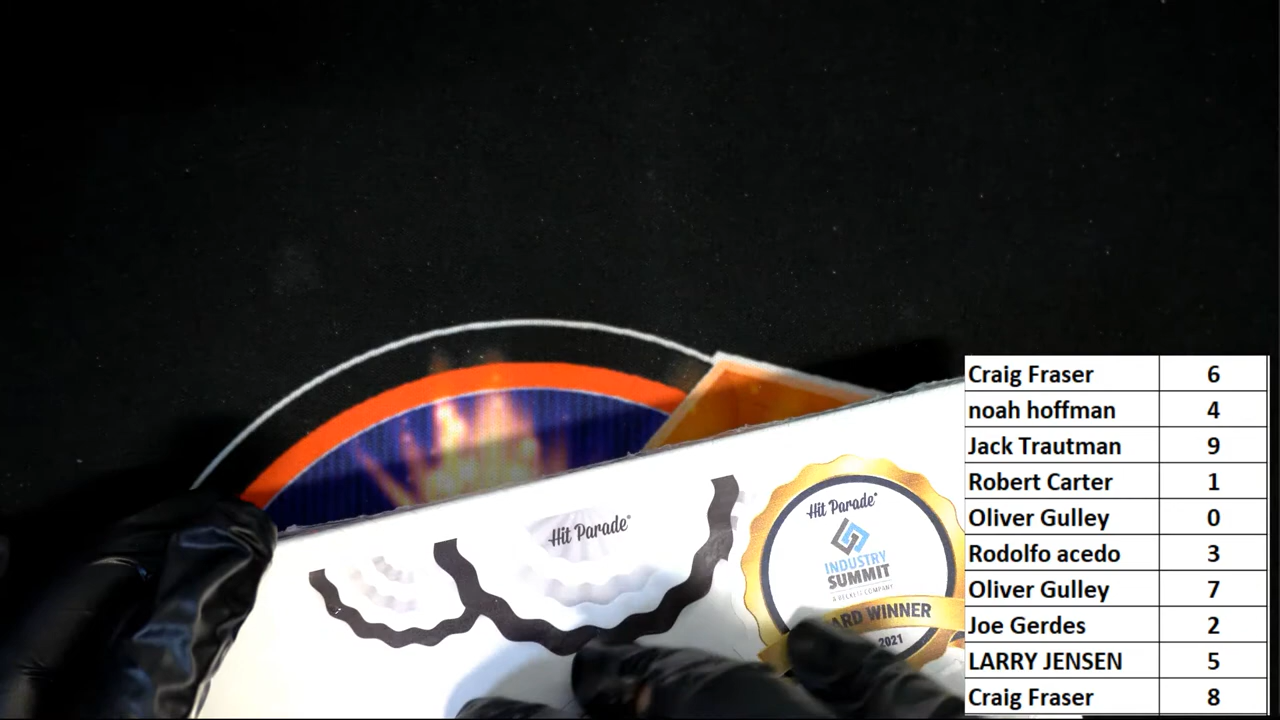 Hit Parade®
Hit Parade®
INDUSTRY
SUMMIT
A BECKETT COMPANY
ARD WINNER
2021
Craig Fraser 6
noah hoffman 4
Jack Trautman 9
Robert Carter 1
Oliver Gulley 0
Rodolfo acedo 3
Oliver Gulley 7
Joe Gerdes 2
LARRY JENSEN 5
Craig Fraser 8